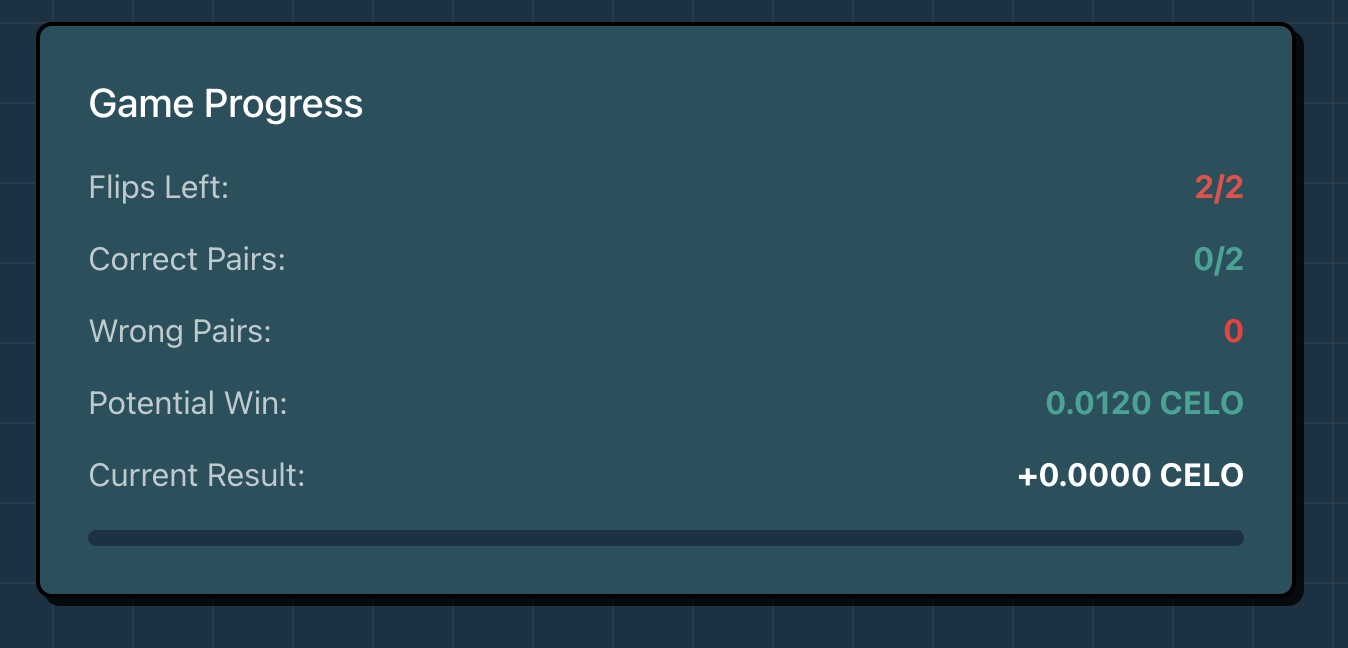 Game Progress
Flips Left: 2/2
Correct Pairs: 0/2
Wrong Pairs: 0
Potential Win: 0.0120 CELO
Current Result: +0.0000 CELO